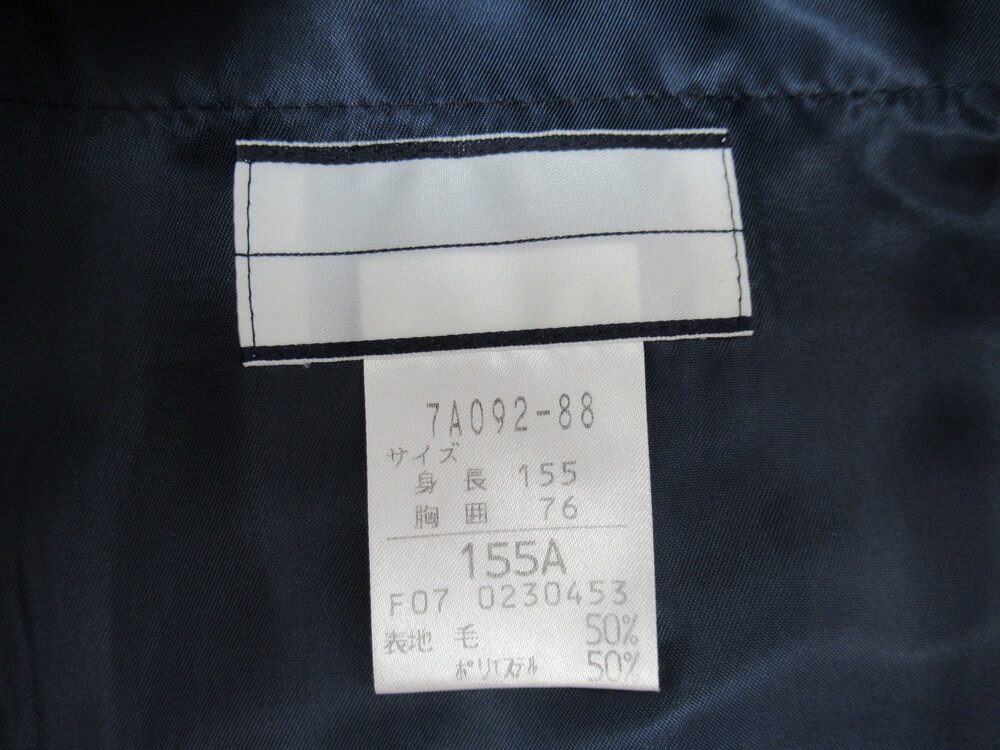 7A092-88
サイズ
身 長 155
胸 囲 76
155A
F07 0230453
表地 毛 50%
ポリエステル 50%